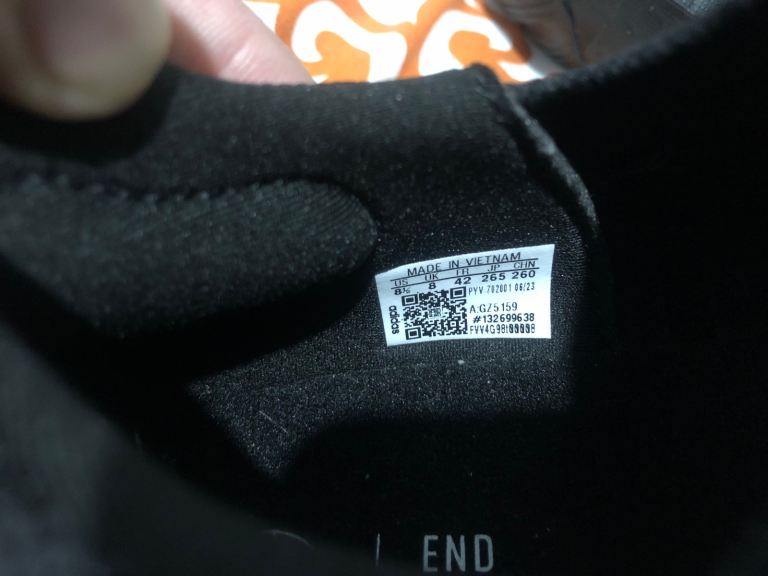 MADE IN VIETNAM
US UK FR JP CHN
8½ 8 42 265 260
PYV 702001 06/23
A:GZ5159
#132699638
adidas
END